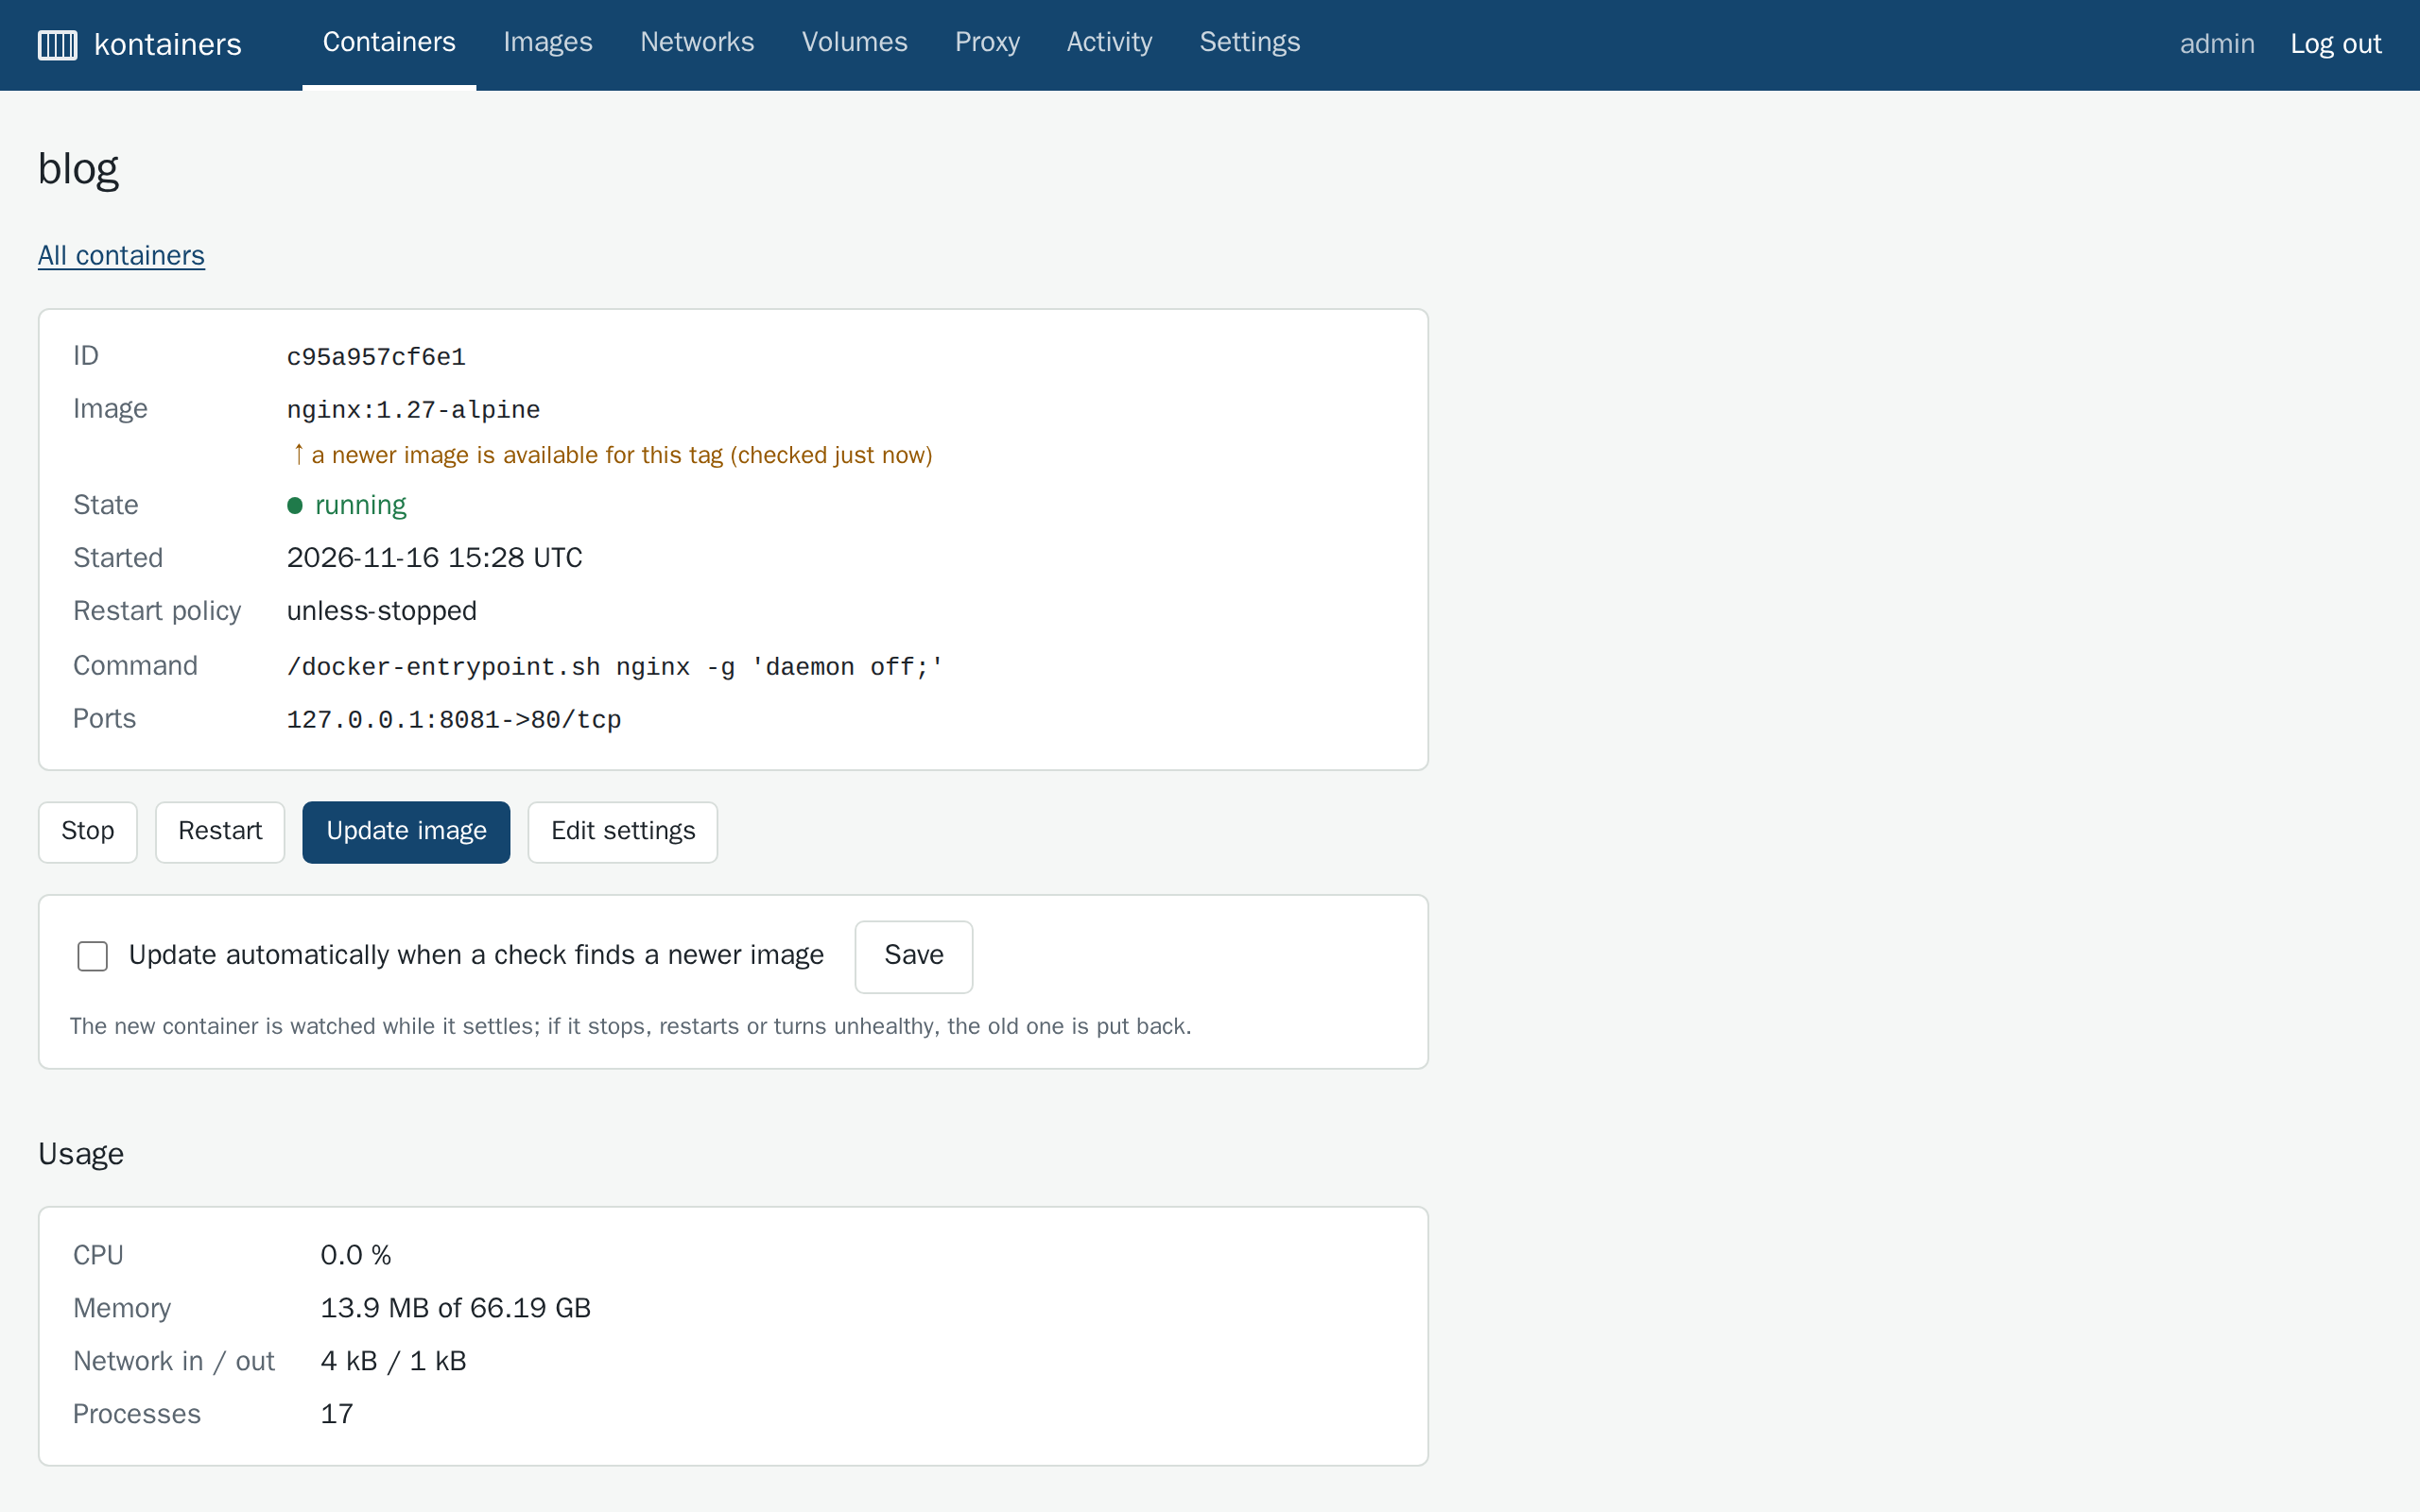 kontainers Containers Images Networks Volumes Proxy Activity Settings admin Log out
blog
All containers
ID c95a957cf6e1
Image nginx:1.27-alpine
↑ a newer image is available for this tag (checked just now)
State running
Started 2026-11-16 15:28 UTC
Restart policy unless-stopped
Command /docker-entrypoint.sh nginx -g 'daemon off;'
Ports 127.0.0.1:8081->80/tcp
Stop Restart Update image Edit settings
Update automatically when a check finds a newer image Save
The new container is watched while it settles; if it stops, restarts or turns unhealthy, the old one is put back.
Usage
CPU 0.0 %
Memory 13.9 MB of 66.19 GB
Network in / out 4 kB / 1 kB
Processes 17